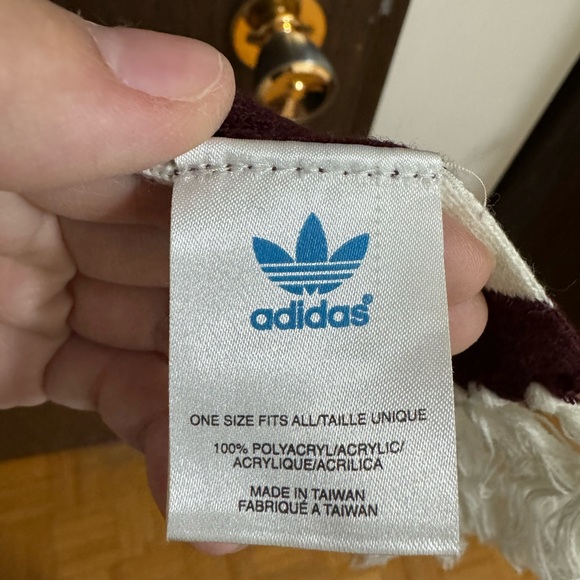 adidas®
ONE SIZE FITS ALL/TAILLE UNIQUE
100% POLYACRYL/ACRYLIC/
ACRYLIQUE/ACRILICA
MADE IN TAIWAN
FABRIQUÉ A TAIWAN